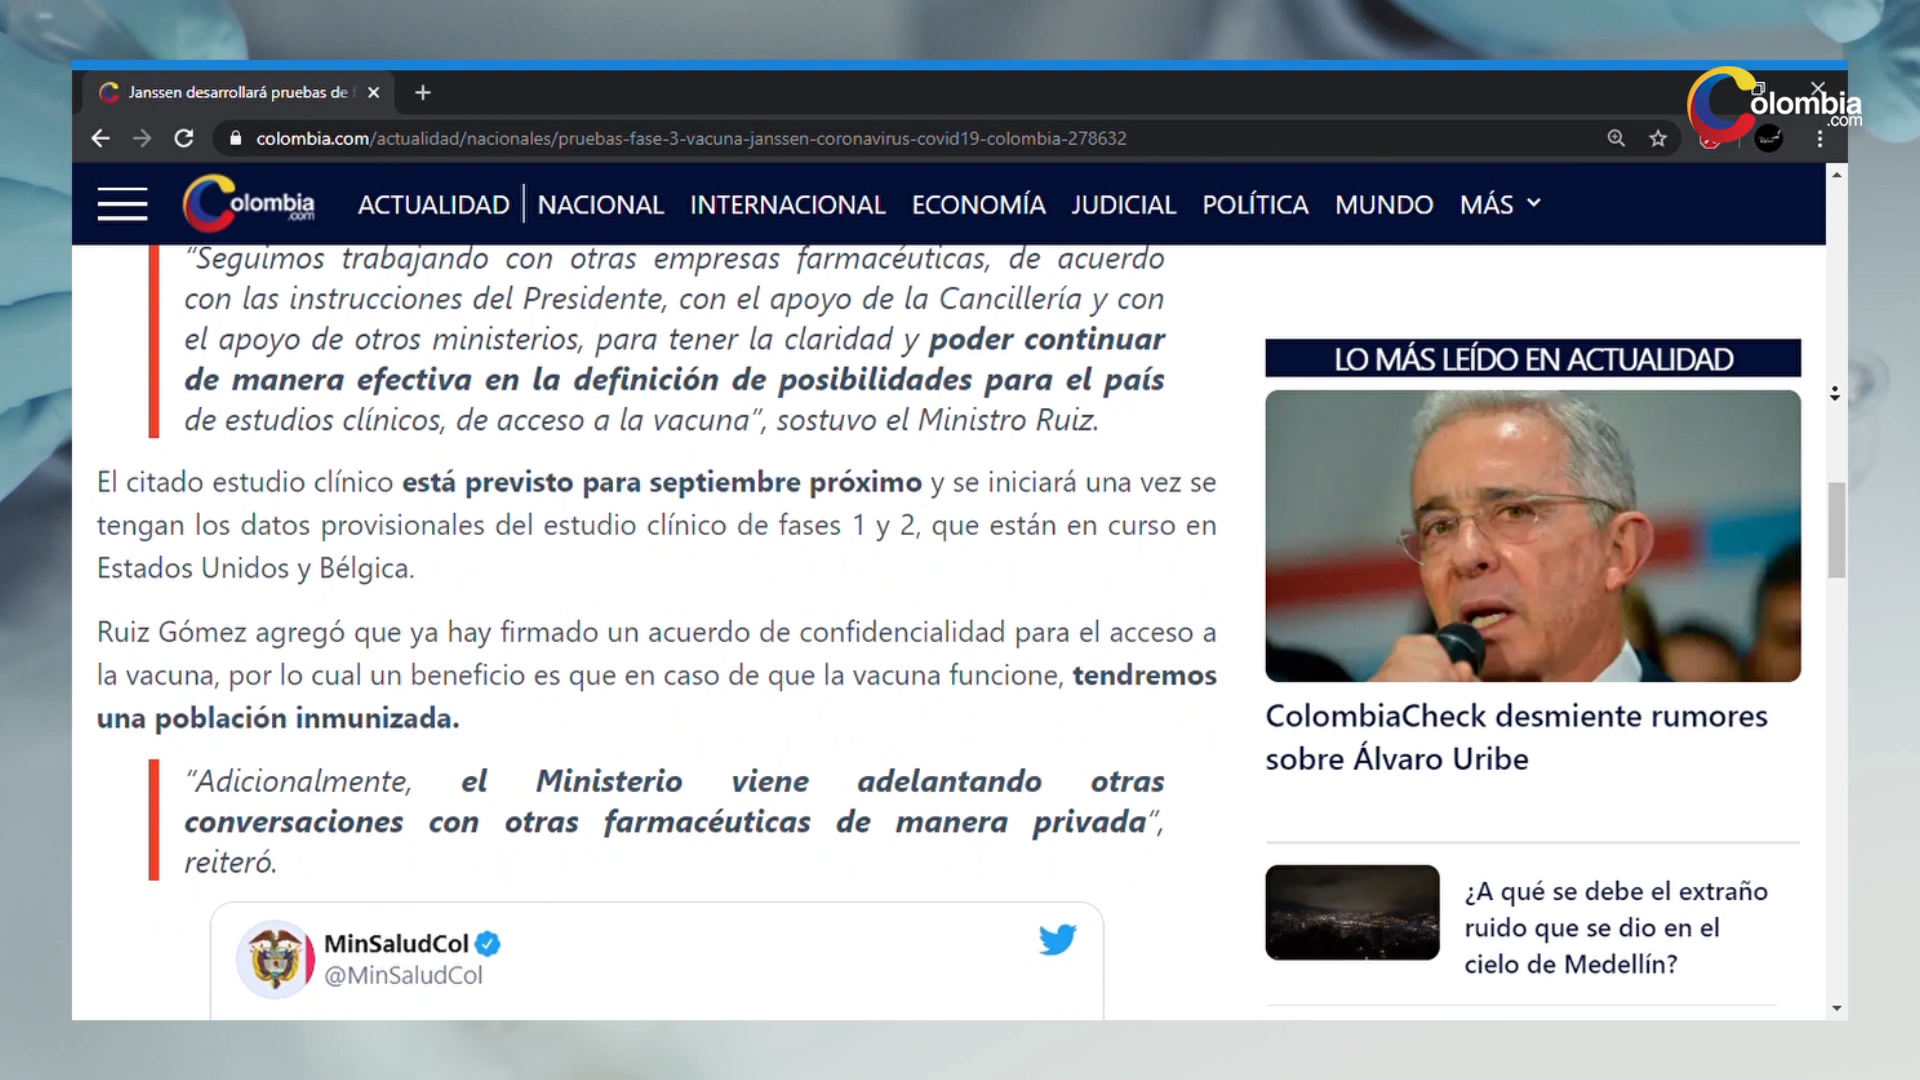 Janssen desarrollará pruebas de f
olombia
.com
colombia.com/actualidad/nacionales/pruebas-fase-3-vacuna-janssen-coronavirus-covid19-colombia-278632
olombia
.com
ACTUALIDAD NACIONAL INTERNACIONAL ECONOMÍA JUDICIAL POLÍTICA MUNDO MÁS
“Seguimos trabajando con otras empresas farmacéuticas, de acuerdo
con las instrucciones del Presidente, con el apoyo de la Cancillería y con
el apoyo de otros ministerios, para tener la claridad y poder continuar
de manera efectiva en la definición de posibilidades para el país
de estudios clínicos, de acceso a la vacuna”, sostuvo el Ministro Ruiz.
El citado estudio clínico está previsto para septiembre próximo y se iniciará una vez se
tengan los datos provisionales del estudio clínico de fases 1 y 2, que están en curso en
Estados Unidos y Bélgica.
Ruiz Gómez agregó que ya hay firmado un acuerdo de confidencialidad para el acceso a
la vacuna, por lo cual un beneficio es que en caso de que la vacuna funcione, tendremos
una población inmunizada.
“Adicionalmente, el Ministerio viene adelantando otras
conversaciones con otras farmacéuticas de manera privada“,
reiteró.
MinSaludCol
@MinSaludCol
LO MÁS LEÍDO EN ACTUALIDAD
ColombiaCheck desmiente rumores
sobre Álvaro Uribe
¿A qué se debe el extraño
ruido que se dio en el
cielo de Medellín?